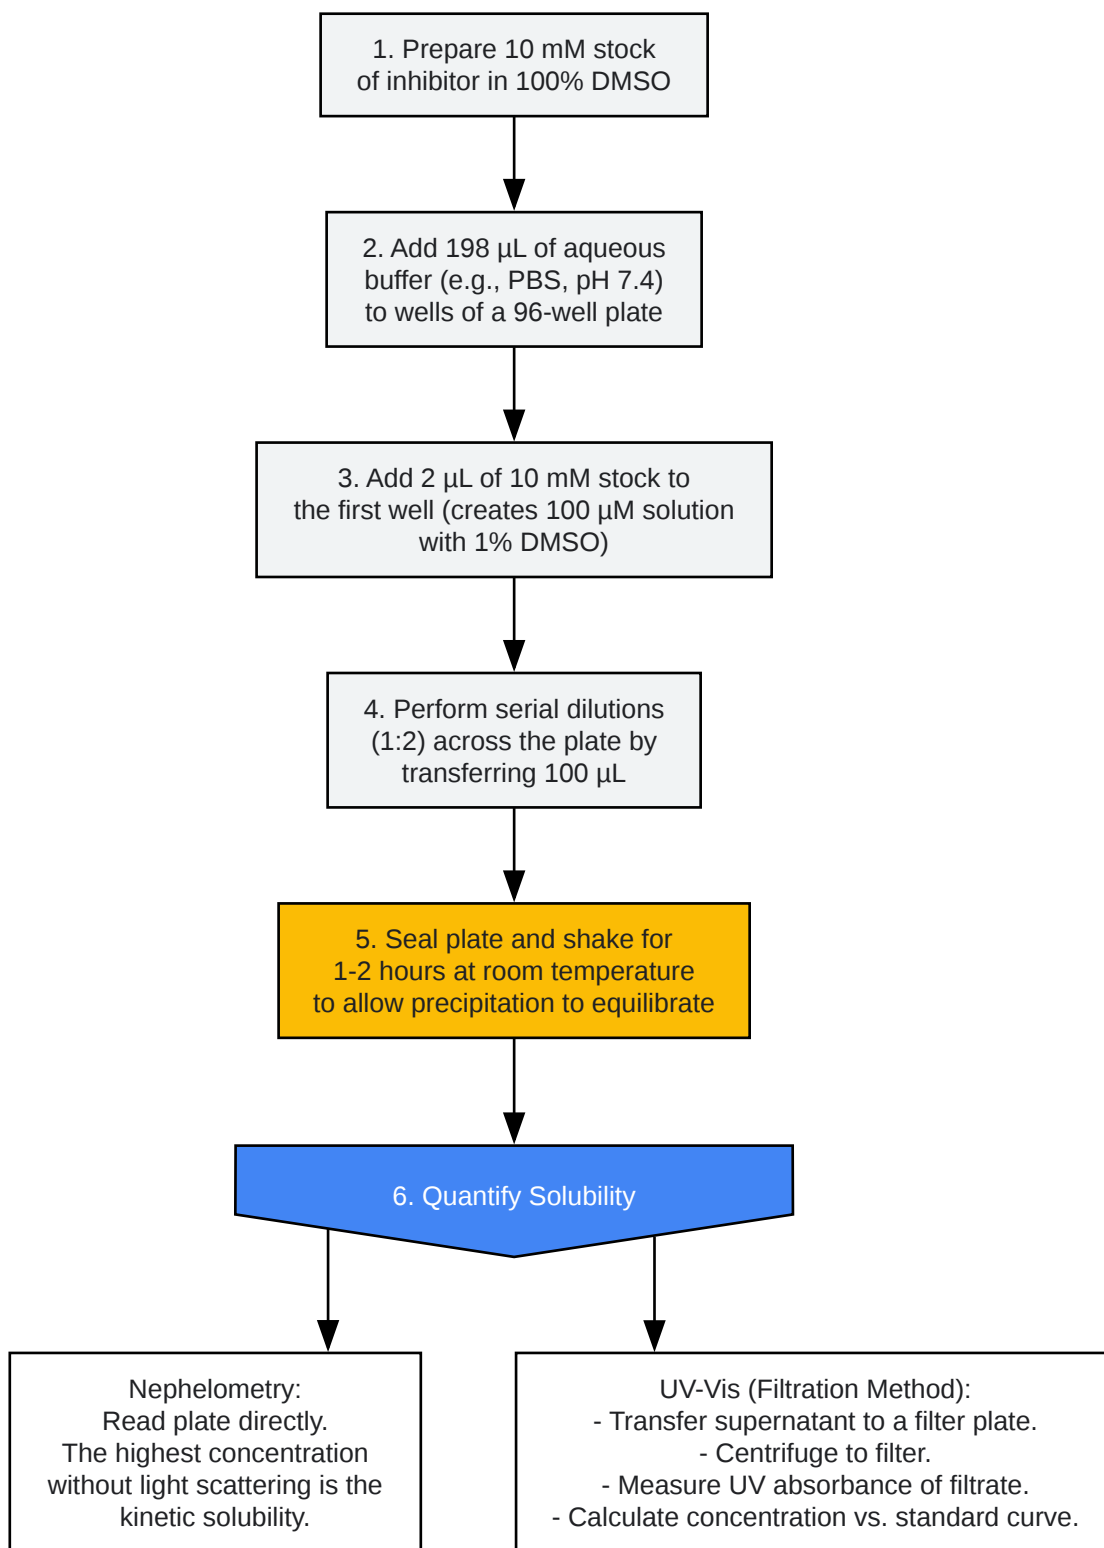 1. Prepare 10 mM stock
of inhibitor in 100% DMSO
2. Add 198 µL of aqueous
buffer (e.g., PBS, pH 7.4)
to wells of a 96-well plate
3. Add 2 µL of 10 mM stock to
the first well (creates 100 µM solution
with 1% DMSO)
4. Perform serial dilutions
(1:2) across the plate by
transferring 100 µL
5. Seal plate and shake for
1-2 hours at room temperature
to allow precipitation to equilibrate
6. Quantify Solubility
Nephelometry:
Read plate directly.
The highest concentration
without light scattering is the
kinetic solubility.
UV-Vis (Filtration Method):
- Transfer supernatant to a filter plate.
- Centrifuge to filter.
- Measure UV absorbance of filtrate.
- Calculate concentration vs. standard curve.